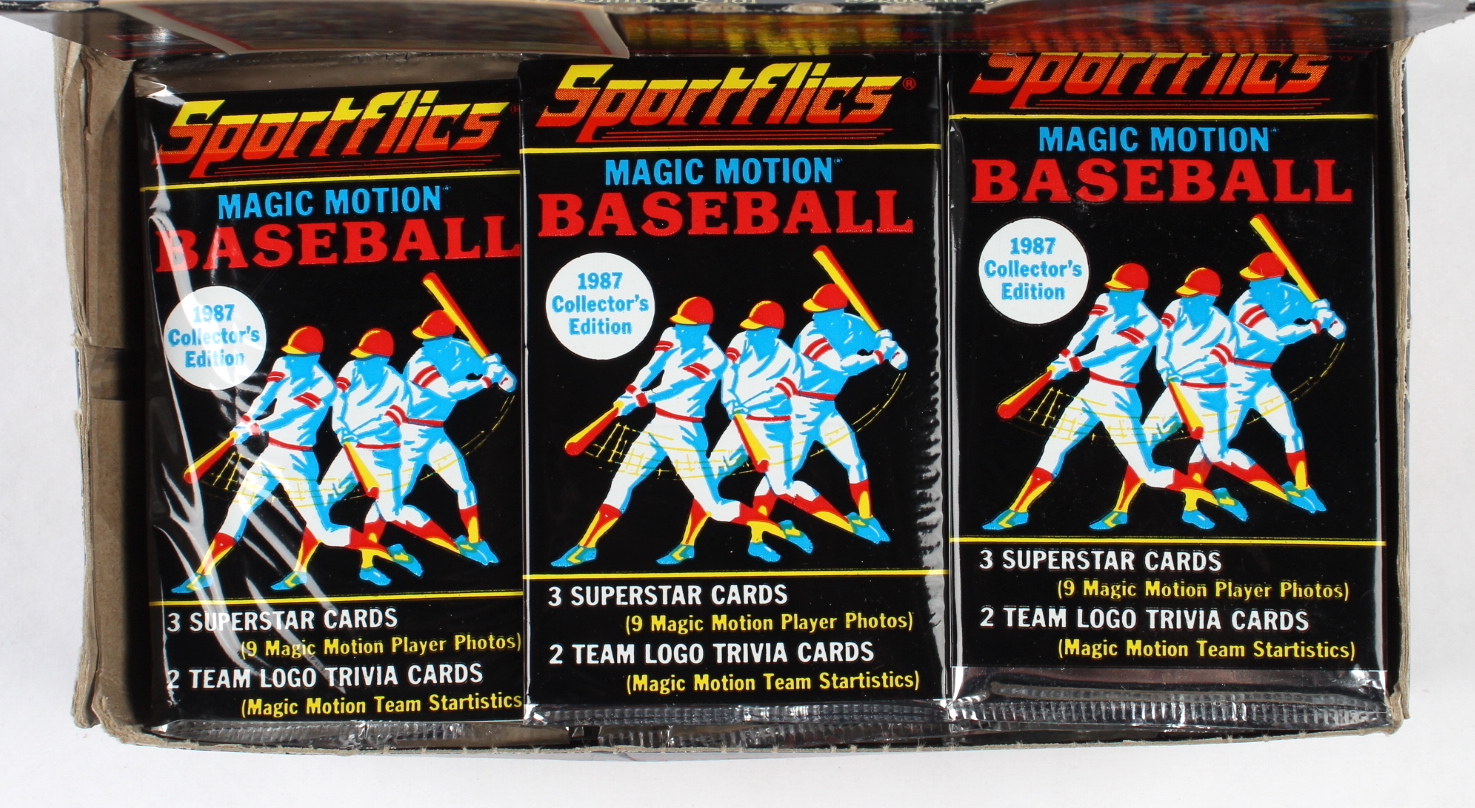 Sportflics®
MAGIC MOTION
BASEBALL
1987
Collector's
Edition
3 SUPERSTAR CARDS
(9 Magic Motion Player Photos)
2 TEAM LOGO TRIVIA CARDS
(Magic Motion Team Startistics
Sportflics®
MAGIC MOTION
BASEBALL
1987
Collector's
Edition
3 SUPERSTAR CARDS
(9 Magic Motion Player Photos)
2 TEAM LOGO TRIVIA CARDS
(Magic Motion Team Startistics)
Sportflics
MAGIC MOTION
BASEBALL
1987
Collector's
Edition
3 SUPERSTAR CARDS
(9 Magic Motion Player Photos)
2 TEAM LOGO TRIVIA CARDS
(Magic Motion Team Startistics)